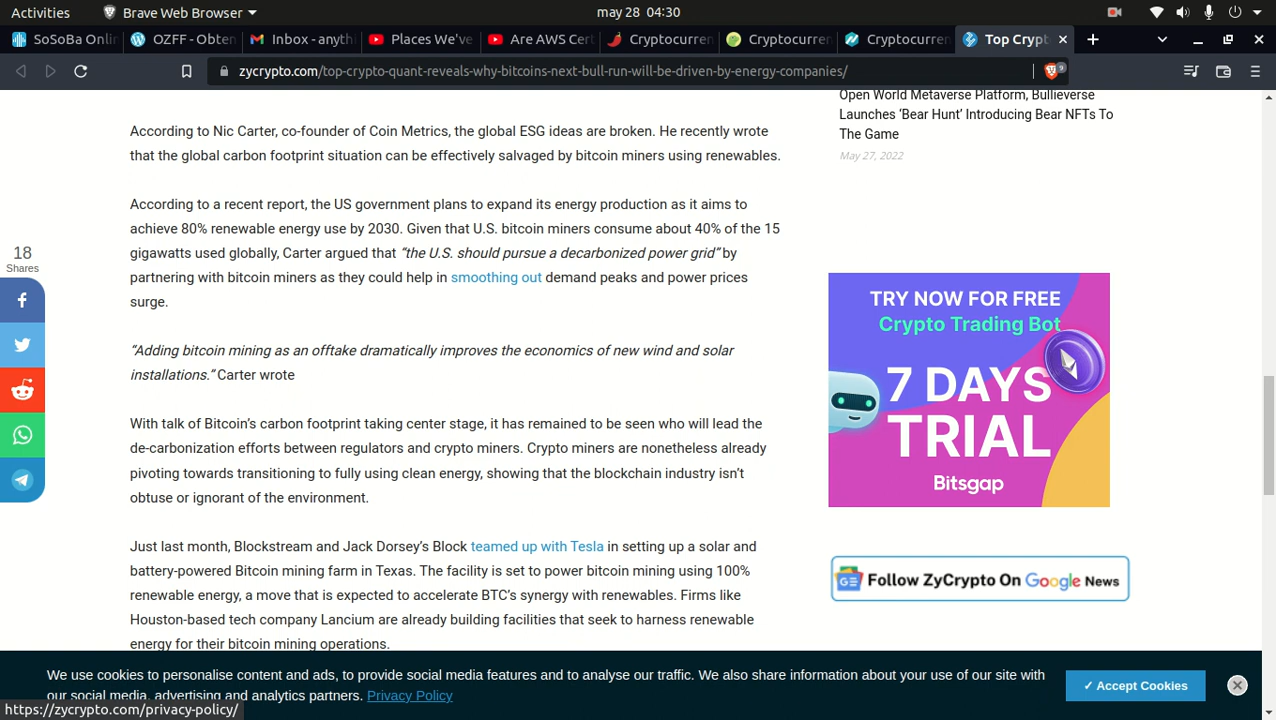 Activities
Brave Web Browser
may 28 04:30
SoSoBa Onli
OZFF - Obten
Inbox - anyth
Places We've
Are AWS Cert
Cryptocurren
Cryptocurren
Cryptocurren
Top Crypt
zycrypto.com/top-crypto-quant-reveals-why-bitcoins-next-bull-run-will-be-driven-by-energy-companies/
9
According to Nic Carter, co-founder of Coin Metrics, the global ESG ideas are broken. He recently wrote
that the global carbon footprint situation can be effectively salvaged by bitcoin miners using renewables.
According to a recent report, the US government plans to expand its energy production as it aims to
achieve 80% renewable energy use by 2030. Given that U.S. bitcoin miners consume about 40% of the 15
gigawatts used globally, Carter argued that “the U.S. should pursue a decarbonized power grid” by
partnering with bitcoin miners as they could help in smoothing out demand peaks and power prices
surge.
“Adding bitcoin mining as an offtake dramatically improves the economics of new wind and solar
installations.” Carter wrote
With talk of Bitcoin’s carbon footprint taking center stage, it has remained to be seen who will lead the
de-carbonization efforts between regulators and crypto miners. Crypto miners are nonetheless already
pivoting towards transitioning to fully using clean energy, showing that the blockchain industry isn’t
obtuse or ignorant of the environment.
Just last month, Blockstream and Jack Dorsey’s Block teamed up with Tesla in setting up a solar and
battery-powered Bitcoin mining farm in Texas. The facility is set to power bitcoin mining using 100%
renewable energy, a move that is expected to accelerate BTC’s synergy with renewables. Firms like
Houston-based tech company Lancium are already building facilities that seek to harness renewable
energy for their bitcoin mining operations.
18
Shares
Open World Metaverse Platform, Bullieverse
Launches ‘Bear Hunt’ Introducing Bear NFTs To
The Game
May 27, 2022
TRY NOW FOR FREE
Crypto Trading Bot
7 DAYS
TRIAL
Bitsgap
Follow ZyCrypto On Google News
We use cookies to personalise content and ads, to provide social media features and to analyse our traffic. We also share information about your use of our site with
our social media, advertising and analytics partners. Privacy Policy
✓ Accept Cookies
https://zycrypto.com/privacy-policy/